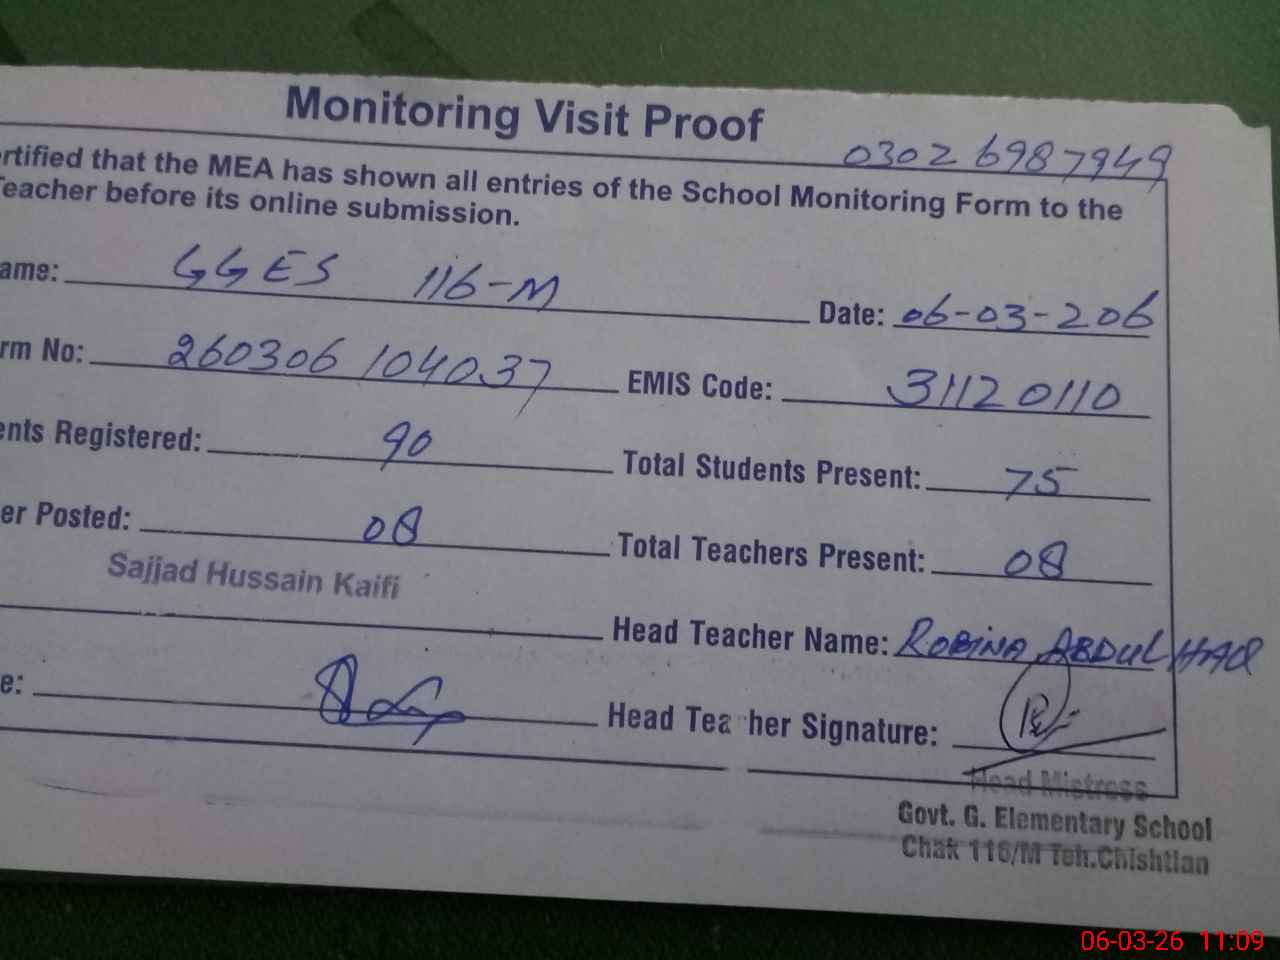 Monitoring Visit Proof
0302 6987949
rtified that the MEA has shown all entries of the School Monitoring Form to the
Teacher before its online submission.
ame: GGES 116-M Date: 06-03-206
rm No: 260306 104037 EMIS Code: 31120110
ents Registered: 90 Total Students Present: 75
er Posted: 08 Total Teachers Present: 08
Sajjad Hussain Kaifi
Head Teacher Name: ROBINA ABDUL HAQ
e: Head Teacher Signature:
Head Mistress
Govt. G. Elementary School
Chak 116/M Teh.Chishtian
06-03-26 11:09